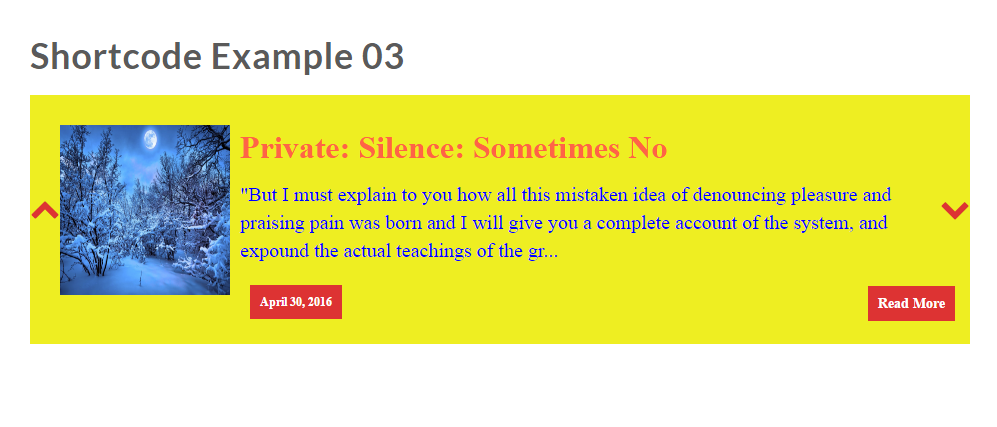 Shortcode Example 03
Private: Silence: Sometimes No
"But I must explain to you how all this mistaken idea of denouncing pleasure and
praising pain was born and I will give you a complete account of the system, and
expound the actual teachings of the gr...
April 30, 2016
Read More